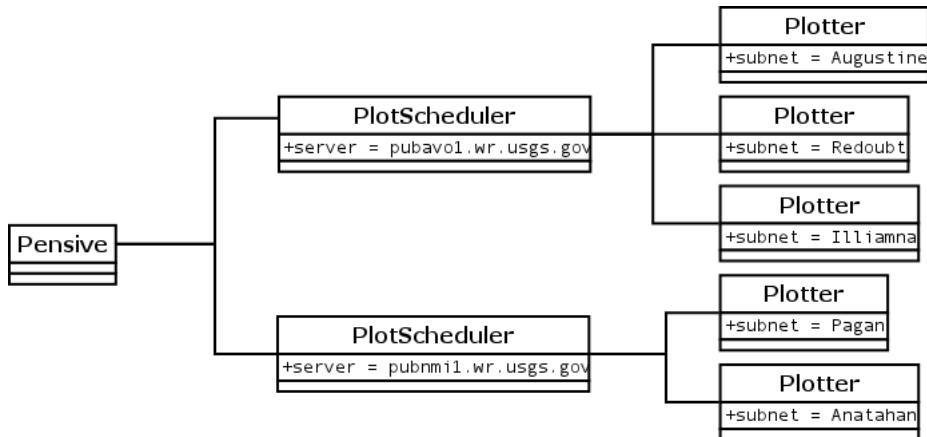 Plotter
+subnet = Augustine
PlotScheduler
+server = pubavo1.wr.usgs.gov
Plotter
+subnet = Redoubt
Plotter
+subnet = Illiamna
Pensive
Plotter
+subnet = Pagan
PlotScheduler
+server = pubnmi1.wr.usgs.gov
Plotter
+subnet = Anatahan